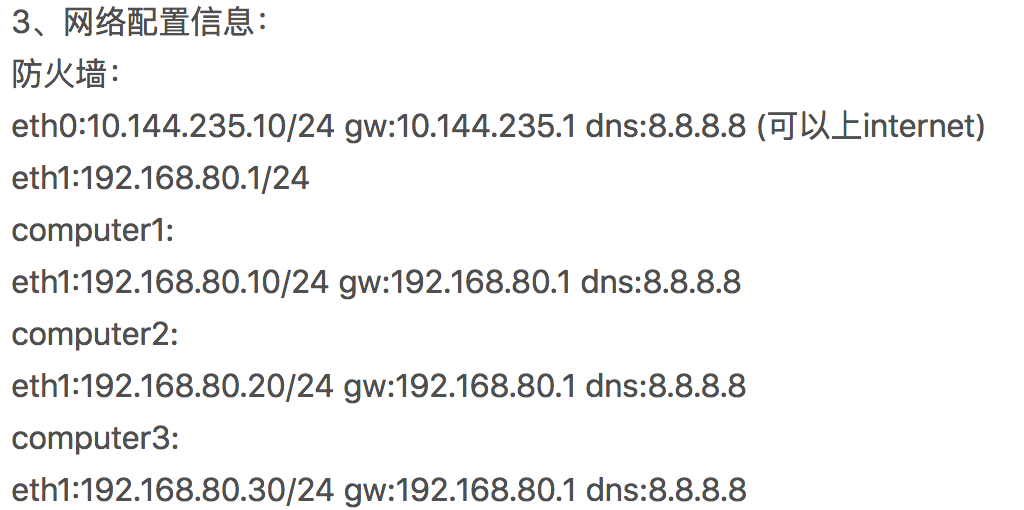 3、网络配置信息：
防火墙：
eth0:10.144.235.10/24 gw:10.144.235.1 dns:8.8.8.8 (可以上internet)
eth1:192.168.80.1/24
computer1:
eth1:192.168.80.10/24 gw:192.168.80.1 dns:8.8.8.8
computer2:
eth1:192.168.80.20/24 gw:192.168.80.1 dns:8.8.8.8
computer3:
eth1:192.168.80.30/24 gw:192.168.80.1 dns:8.8.8.8